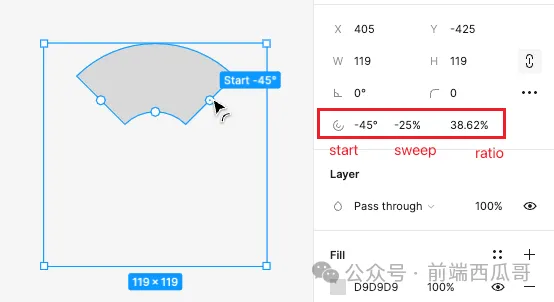 X 405 Y -425
W 119 H 119
0° 0
Start -45°
-45° -25% 38.62%
start sweep ratio
Layer
Pass through 100%
Fill
公众号 · 前端西瓜哥
119 × 119
D9D9D9 100%